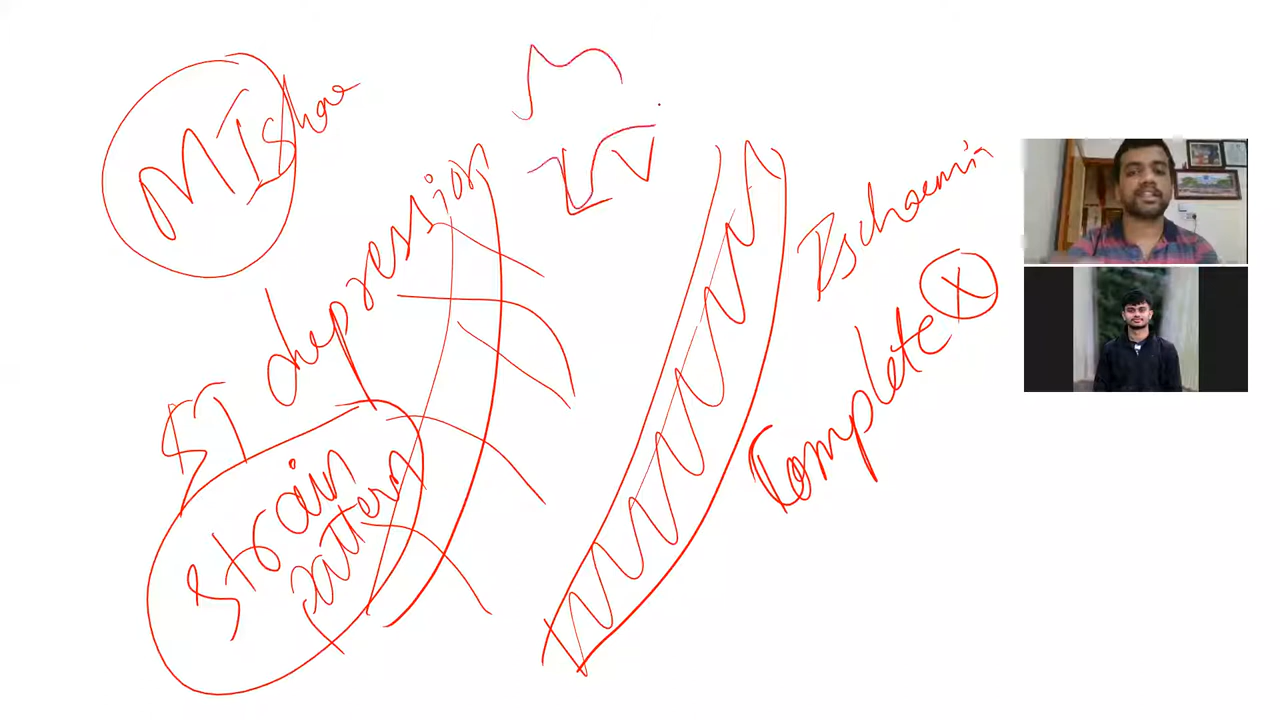 MI
ST depression
Strain
pattern
Ischaemia
Complete X